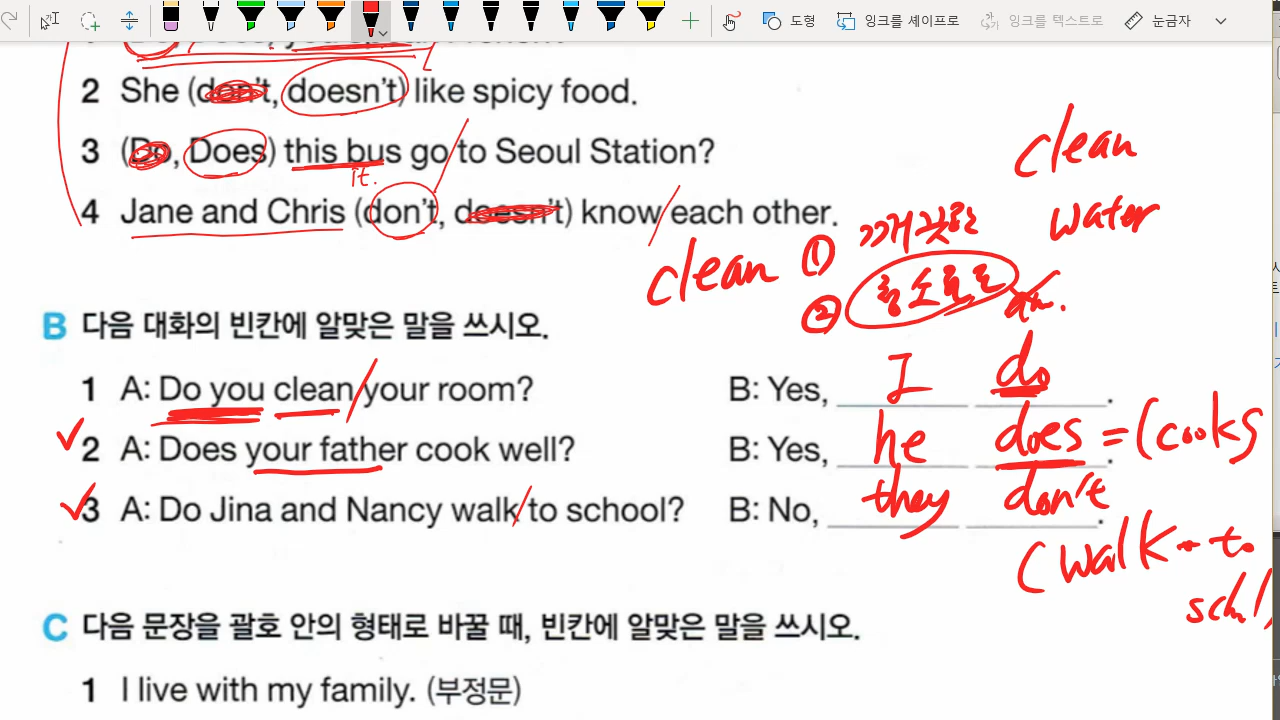 도형 잉크를 셰이프로 잉크를 텍스트로 눈금자
2 She (don't, doesn't) like spicy food.
3 (Do, Does) this bus go to Seoul Station?
it.
4 Jane and Chris (don't, doesn't) know each other.
clean
water
clean ① 깨끗한
②
B 다음 대화의 빈칸에 알맞은 말을 쓰시오.
1 A: Do you clean your room? B: Yes, I do.
2 A: Does your father cook well? B: Yes, he does. = (cooks
3 A: Do Jina and Nancy walk to school? B: No, they don't.
(walk to
C 다음 문장을 괄호 안의 형태로 바꿀 때, 빈칸에 알맞은 말을 쓰시오.
1 I live with my family. (부정문)